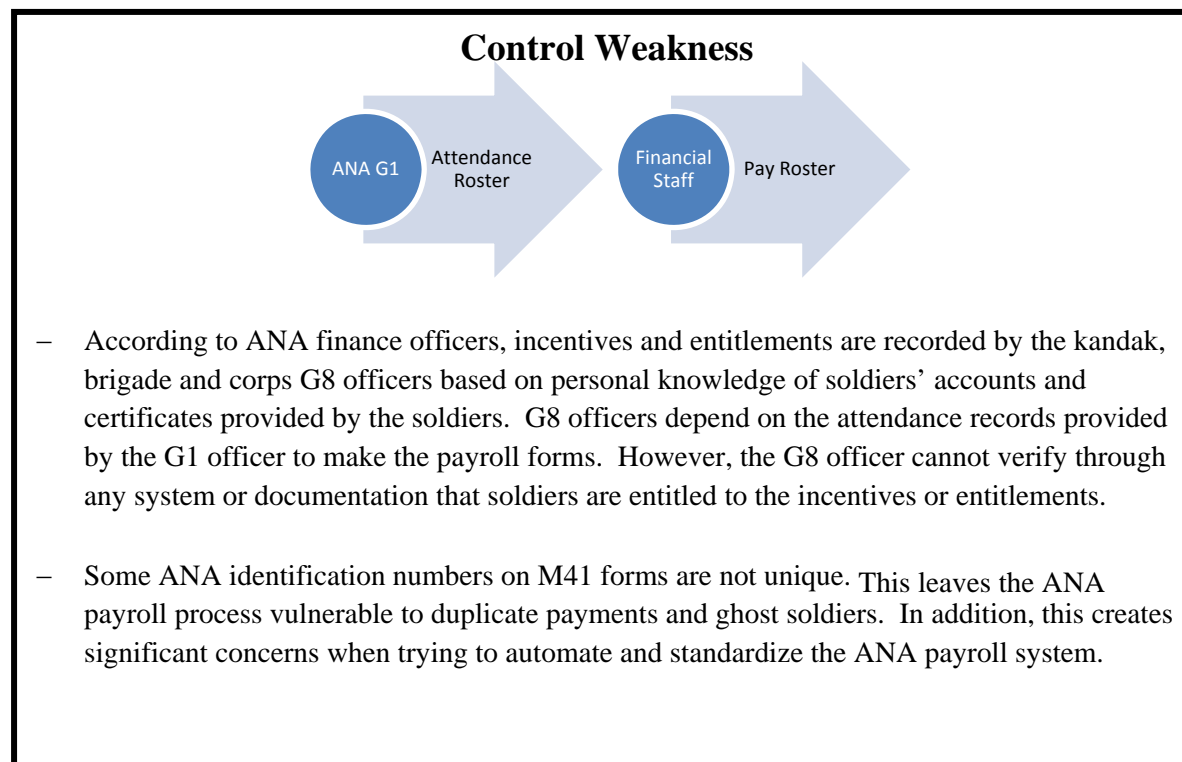 Control Weakness
ANA G1
Attendance
Roster
Financial
Staff
Pay Roster
– According to ANA finance officers, incentives and entitlements are recorded by the kandak,
brigade and corps G8 officers based on personal knowledge of soldiers’ accounts and
certificates provided by the soldiers. G8 officers depend on the attendance records provided
by the G1 officer to make the payroll forms. However, the G8 officer cannot verify through
any system or documentation that soldiers are entitled to the incentives or entitlements.
– Some ANA identification numbers on M41 forms are not unique. This leaves the ANA
payroll process vulnerable to duplicate payments and ghost soldiers. In addition, this creates
significant concerns when trying to automate and standardize the ANA payroll system.